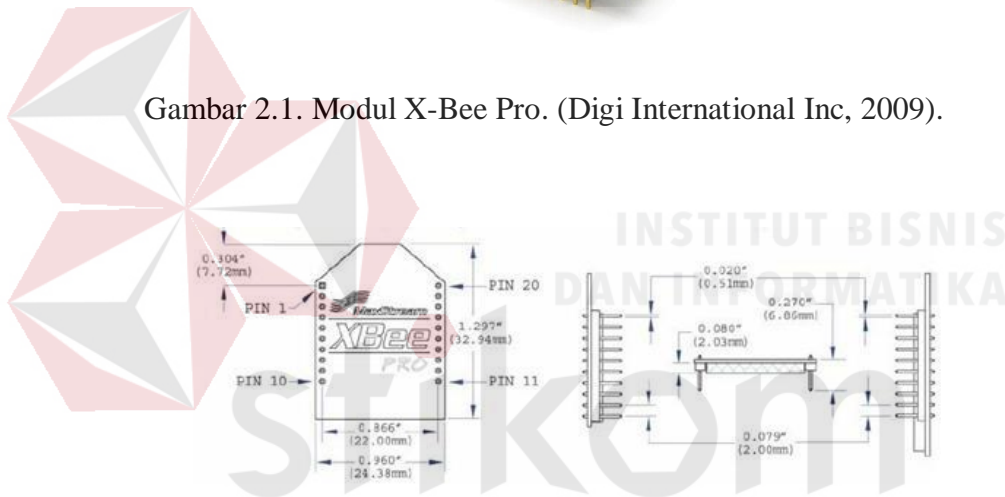 Gambar 2.1. Modul X-Bee Pro. (Digi International Inc, 2009).
INSTITUT BISNIS
DAN INFORMATIKA
stikom
0.304"
(7.72mm)
PIN 1
PIN 10
PIN 20
PIN 11
MaxStream
XBee
PRO
1.297"
(32.94mm)
0.866"
(22.00mm)
0.960"
(24.38mm)
0.020"
(0.51mm)
0.270"
(6.86mm)
0.080"
(2.03mm)
0.079"
(2.00mm)